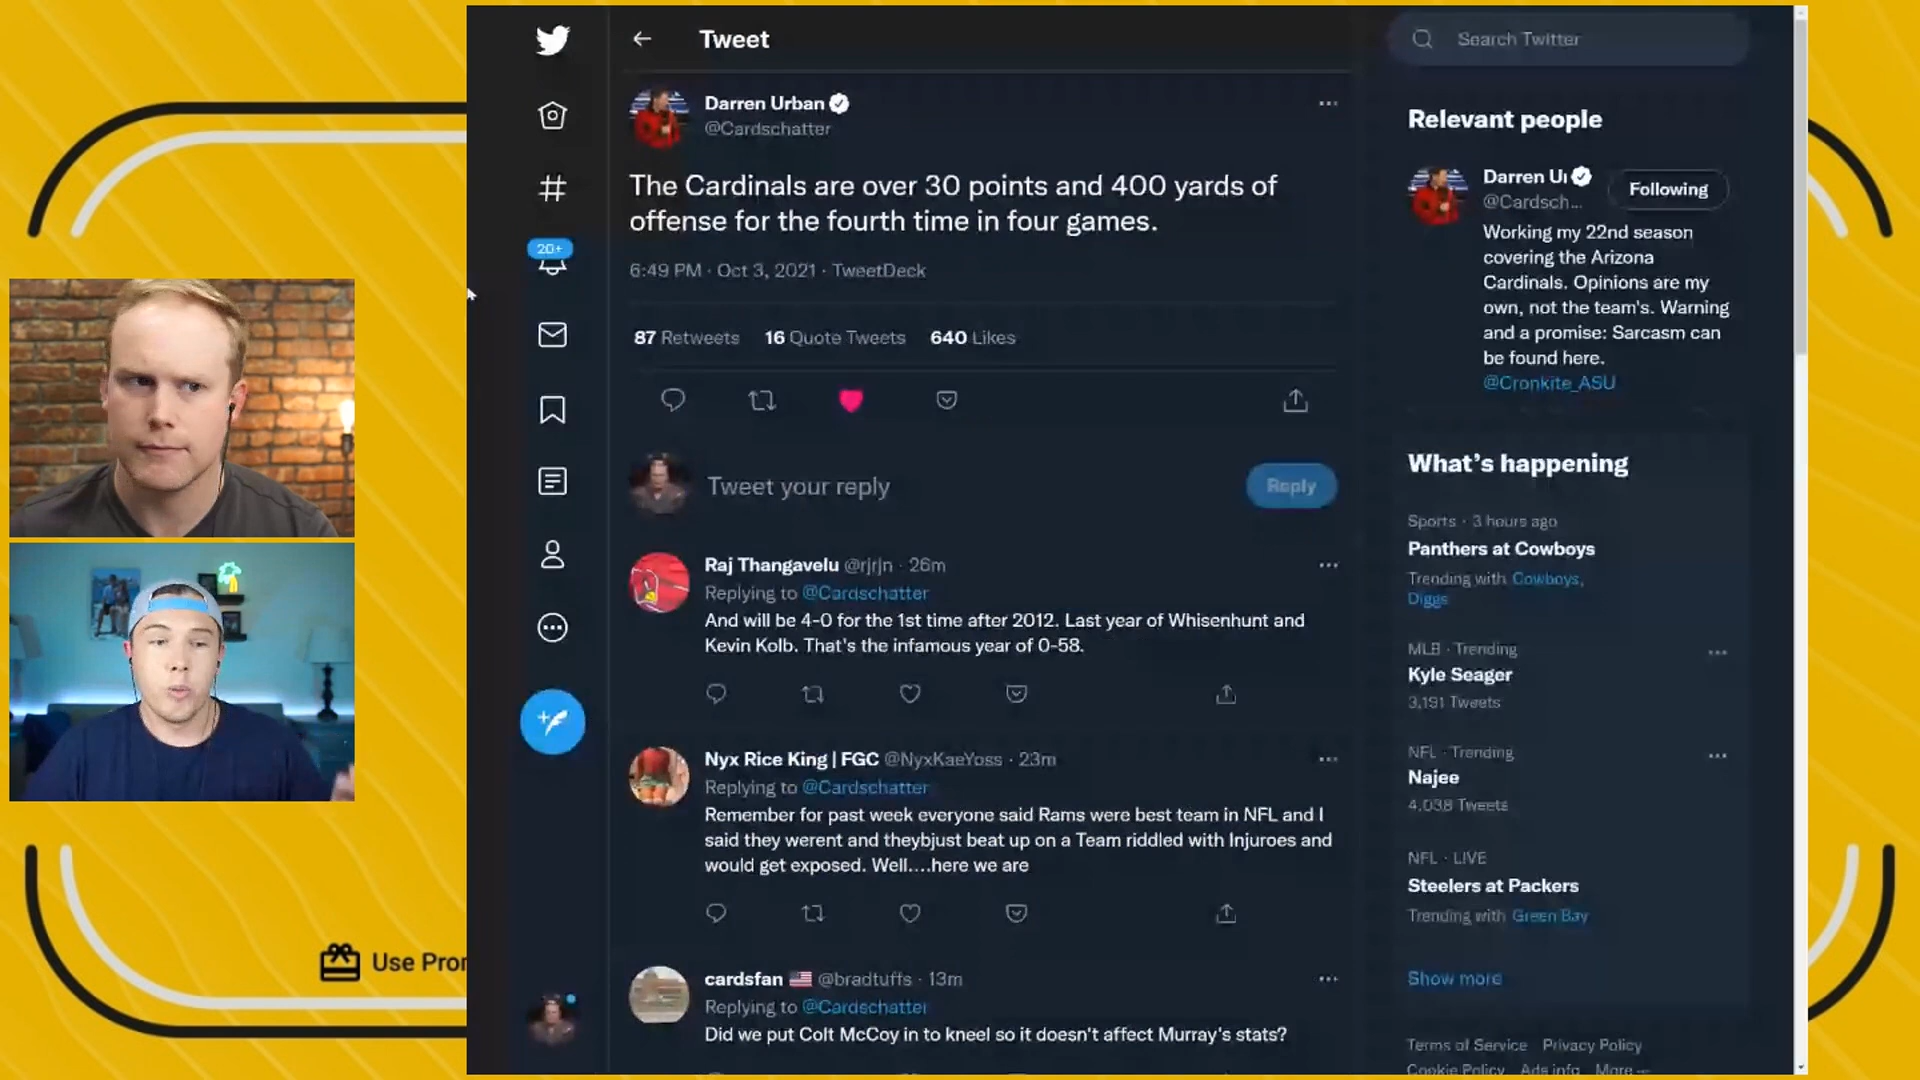 Tweet
Search Twitter
Darren Urban
@Cardschatter
The Cardinals are over 30 points and 400 yards of
offense for the fourth time in four games.
6:49 PM · Oct 3, 2021 · TweetDeck
87 Retweets 16 Quote Tweets 640 Likes
20+
Tweet your reply
Reply
Raj Thangavelu @rjrjn · 26m
Replying to @Cardschatter
And will be 4-0 for the 1st time after 2012. Last year of Whisenhunt and
Kevin Kolb. That's the infamous year of 0-58.
Nyx Rice King | FGC @NyxKaeYoss · 23m
Replying to @Cardschatter
Remember for past week everyone said Rams were best team in NFL and I
said they werent and theybjust beat up on a Team riddled with Injuroes and
would get exposed. Well....here we are
cardsfan @bradtuffs · 13m
Replying to @Cardschatter
Did we put Colt McCoy in to kneel so it doesn't affect Murray's stats?
Relevant people
Darren Ur
@Cardsch...
Following
Working my 22nd season
covering the Arizona
Cardinals. Opinions are my
own, not the team's. Warning
and a promise: Sarcasm can
be found here.
@Cronkite_ASU
What's happening
Sports · 3 hours ago
Panthers at Cowboys
Trending with Cowboys,
Diggs
MLB · Trending
Kyle Seager
3,191 Tweets
NFL · Trending
Najee
4,038 Tweets
NFL · LIVE
Steelers at Packers
Trending with Green Bay
Show more
Terms of Service Privacy Policy
Cookie Policy Ads info More ...
Use Pro